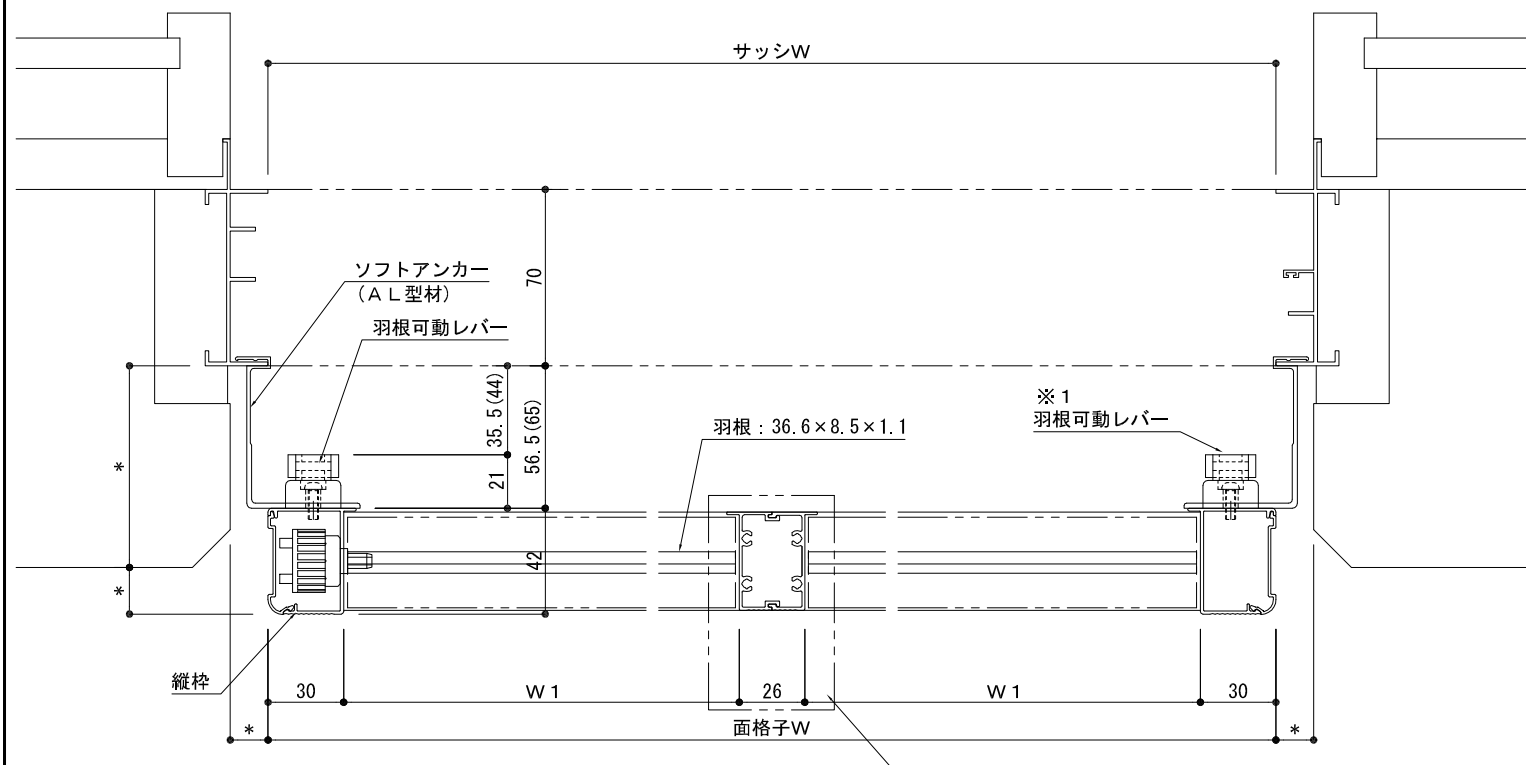 サッシW
ソフトアンカー
(AL型材)
羽根可動レバー
70
35.5(44)
56.5(65)
21
42
※1
羽根可動レバー
羽根:36.6×8.5×1.1
*
*
縦枠
30
W1
26
W1
30
*
面格子W
*